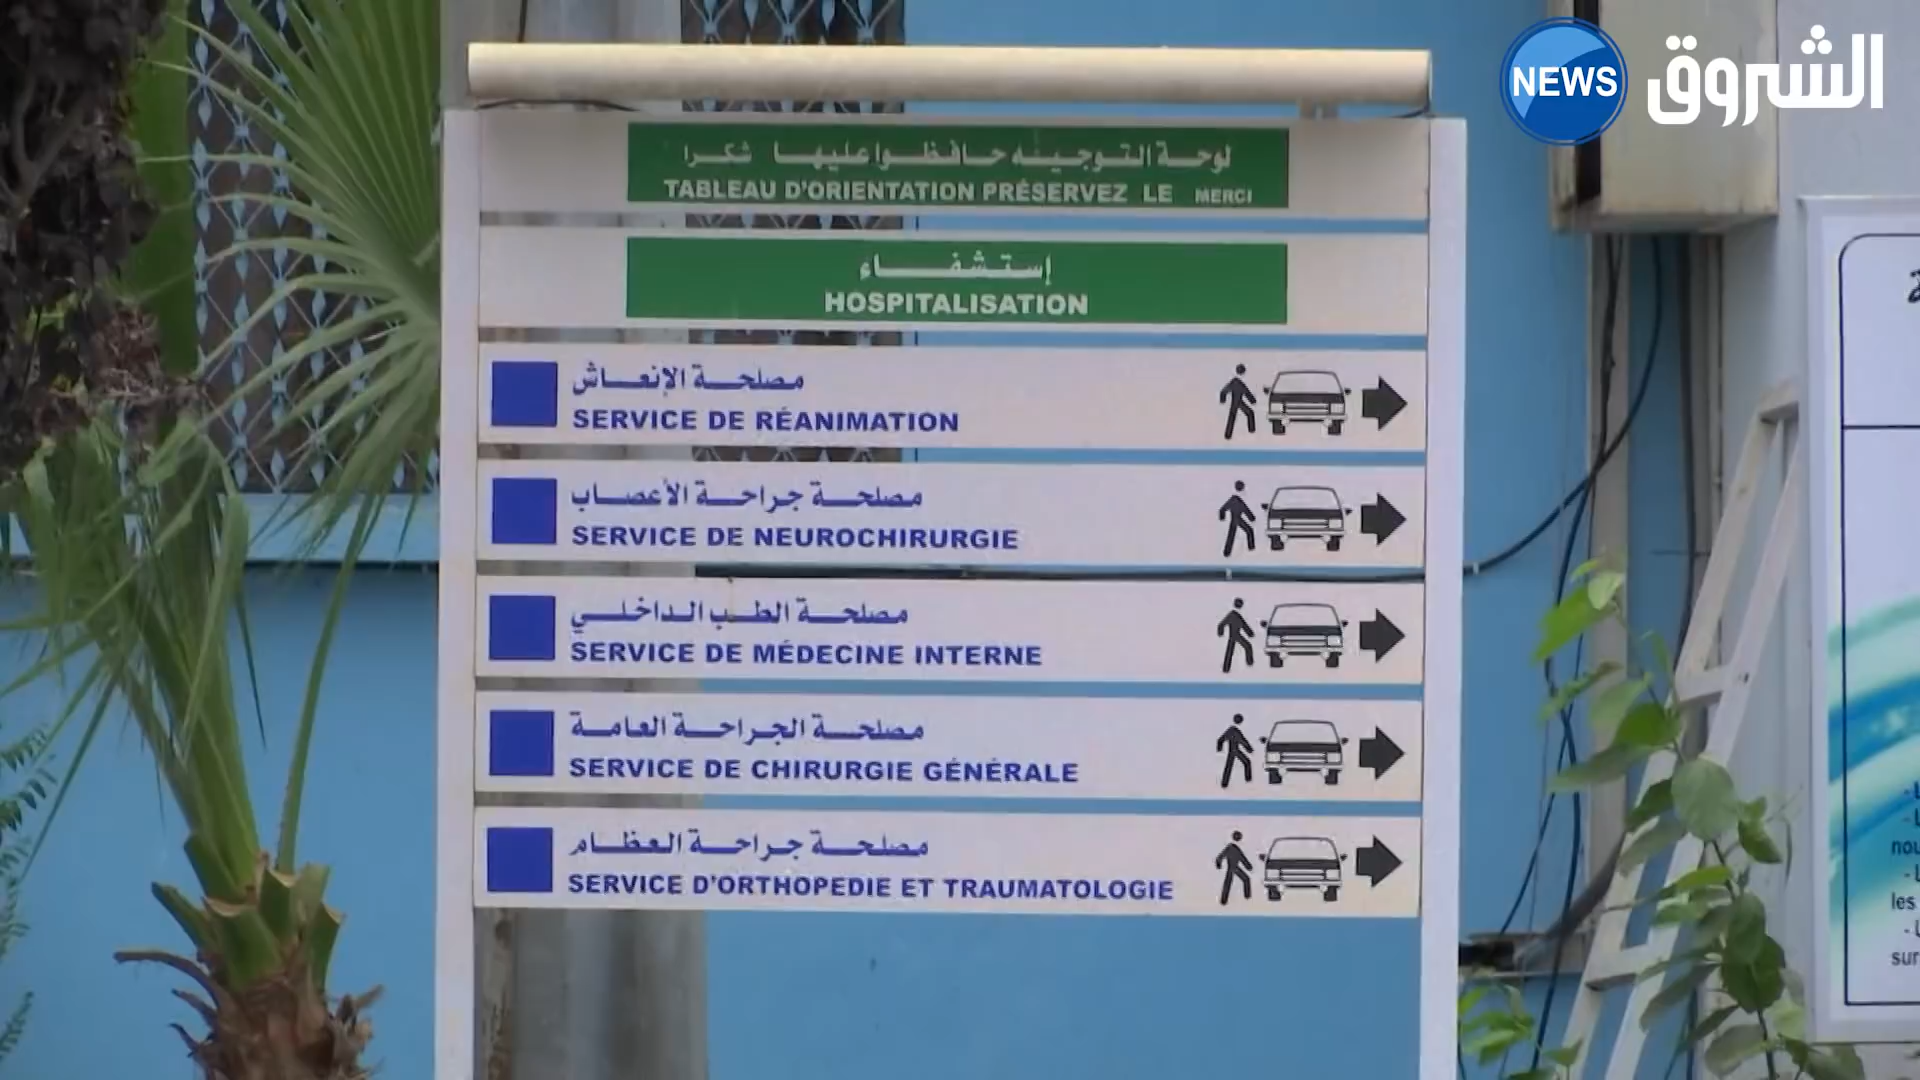 NEWS الشروق
لوحة التوجيه حافظوا عليها شكرا
TABLEAU D'ORIENTATION PRÉSERVEZ LE MERCI
إستشفاء
HOSPITALISATION
مصلحة الإنعاش
SERVICE DE RÉANIMATION
مصلحة جراحة الأعصاب
SERVICE DE NEUROCHIRURGIE
مصلحة الطب الداخلي
SERVICE DE MÉDECINE INTERNE
مصلحة الجراحة العامة
SERVICE DE CHIRURGIE GÉNÉRALE
مصلحة جراحة العظام
SERVICE D'ORTHOPEDIE ET TRAUMATOLOGIE
les